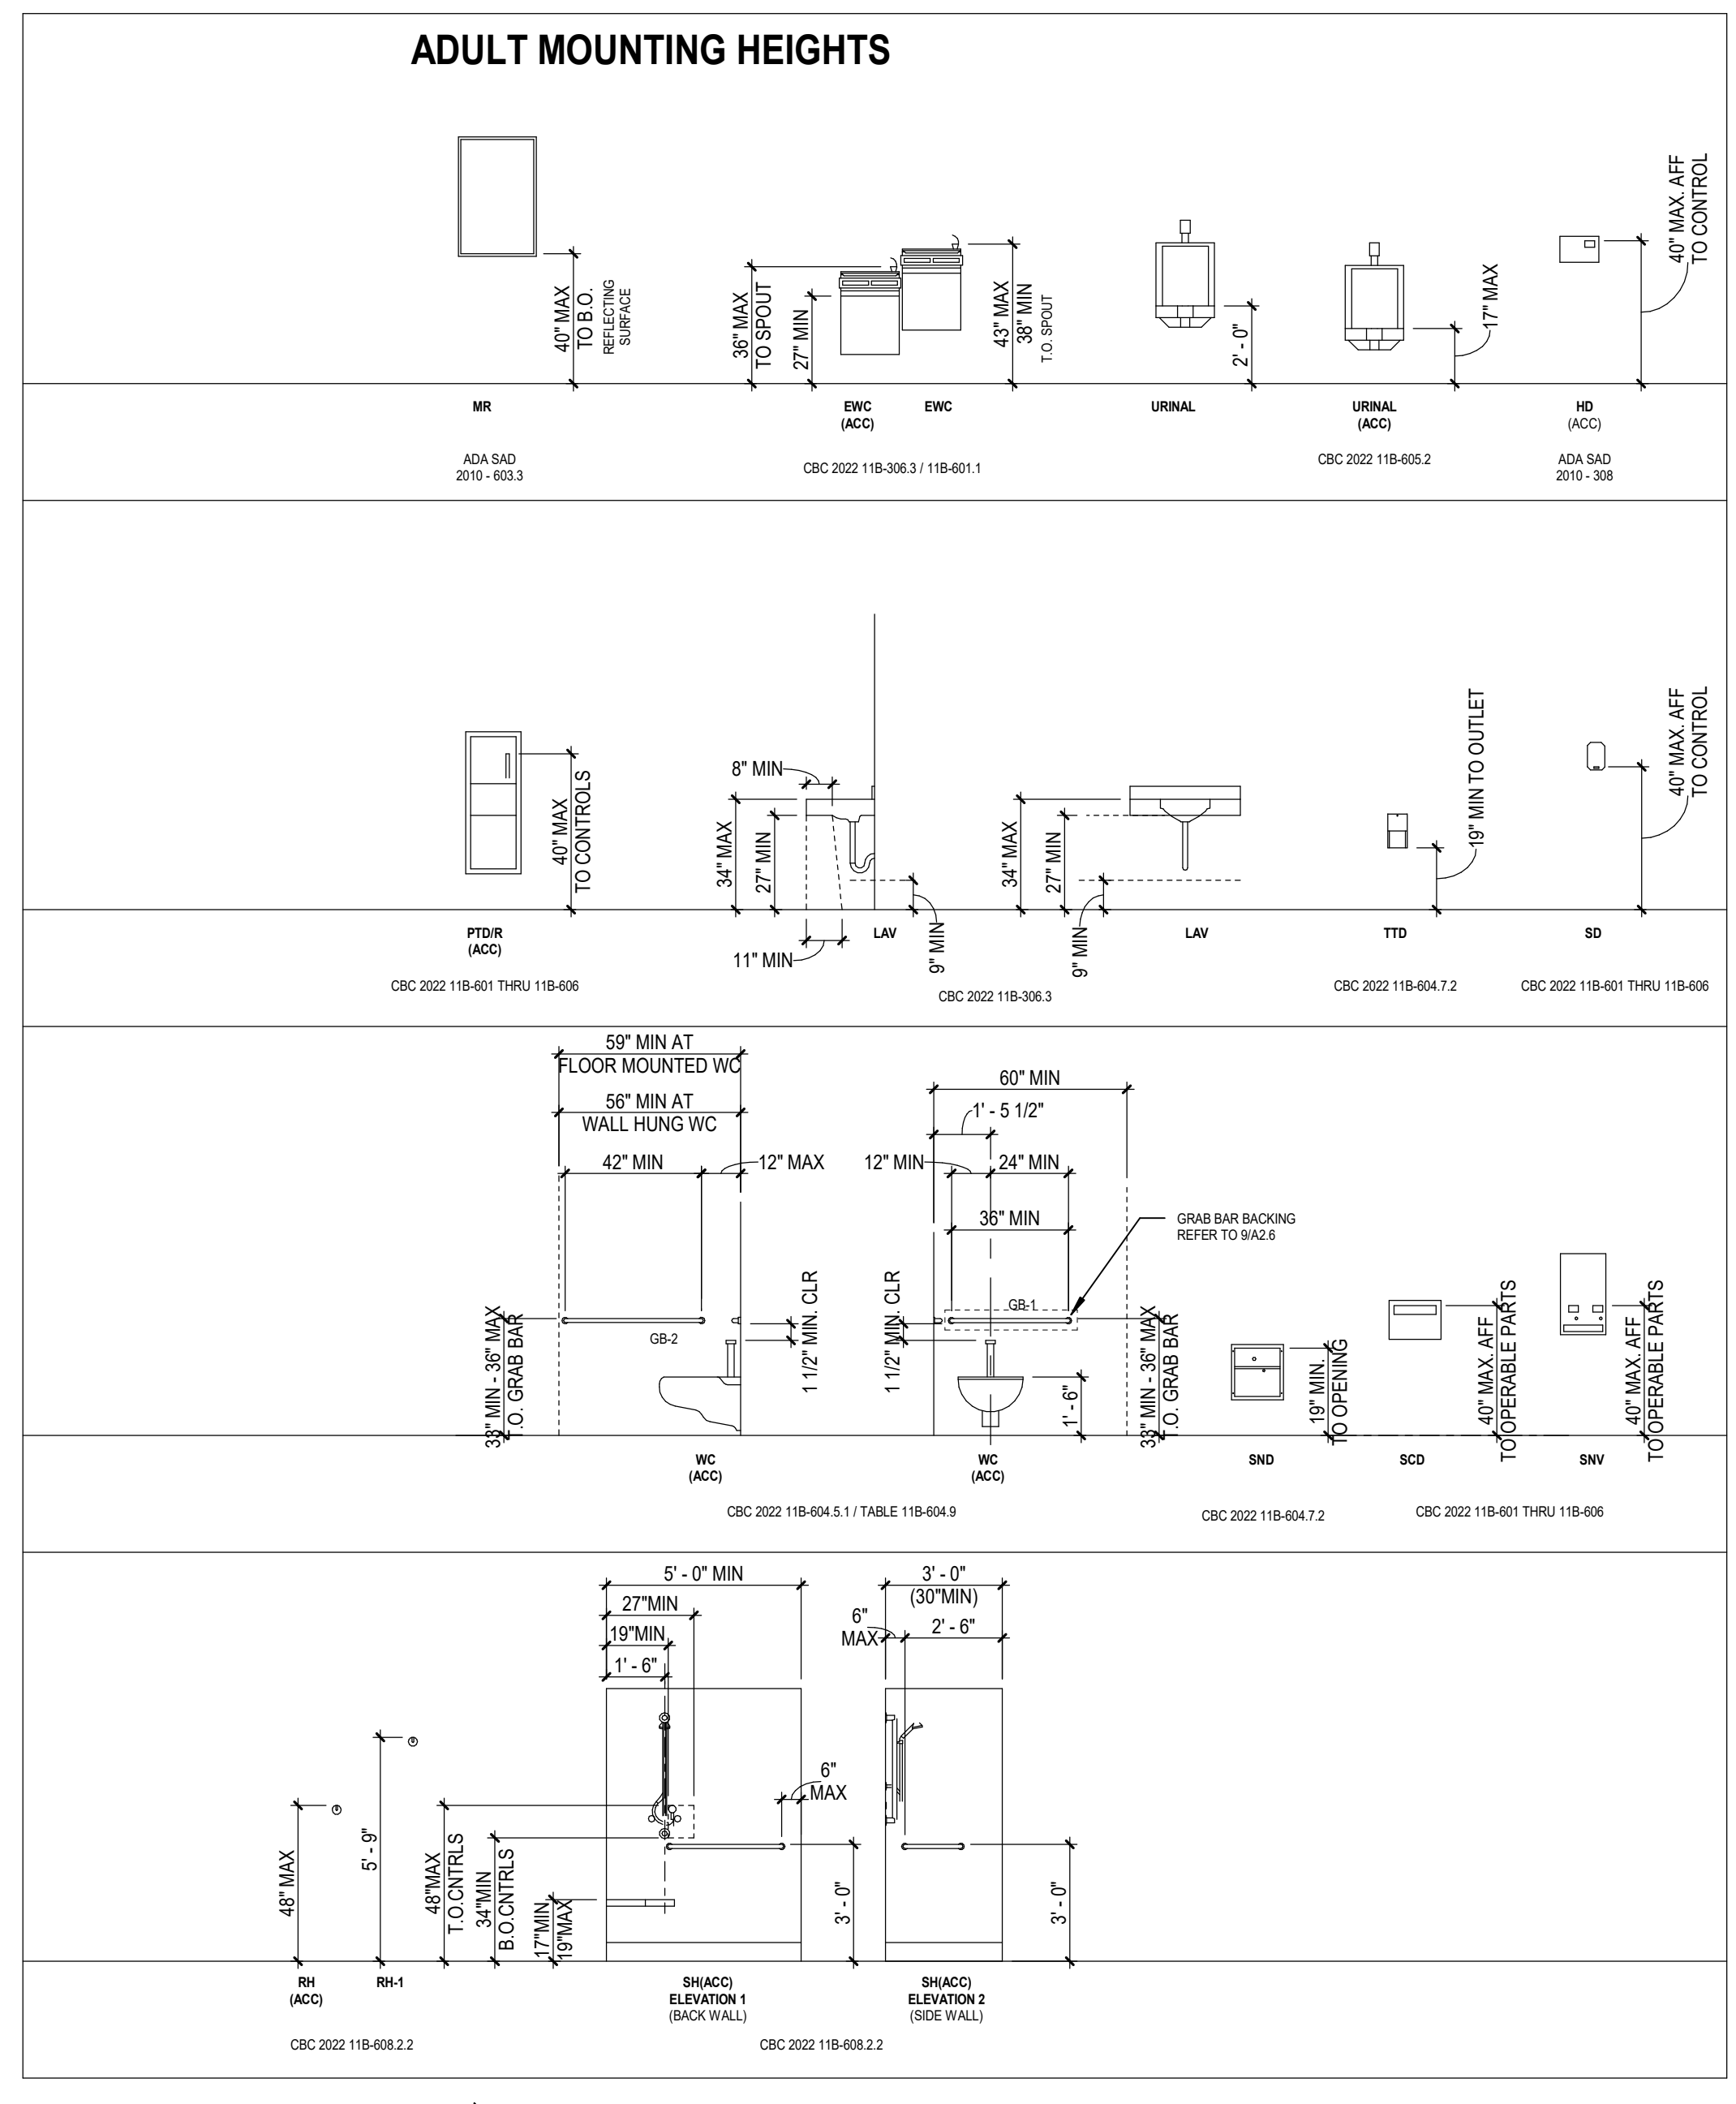 ADULT MOUNTING HEIGHTS
40" MAX
TO B.O.
REFLECTING
SURFACE
36" MAX
TO SPOUT
27" MIN
43" MAX
38" MIN
T.O. SPOUT
2' - 0"
17" MAX
40" MAX. AFF
TO CONTROL
MR
EWC
(ACC)
EWC
URINAL
URINAL
(ACC)
HD
(ACC)
ADA SAD
2010 - 603.3
CBC 2022 11B-306.3 / 11B-601.1
CBC 2022 11B-605.2
ADA SAD
2010 - 308
40" MAX
TO CONTROLS
8" MIN
34" MAX
27" MIN
11" MIN
9" MIN
34" MAX
27" MIN
9" MIN
19" MIN TO OUTLET
40" MAX. AFF
TO CONTROL
PTD/R
(ACC)
LAV
LAV
TTD
SD
CBC 2022 11B-601 THRU 11B-606
CBC 2022 11B-306.3
CBC 2022 11B-604.7.2
CBC 2022 11B-601 THRU 11B-606
59" MIN AT
FLOOR MOUNTED WC
56" MIN AT
WALL HUNG WC
42" MIN
12" MAX
33" MIN - 36" MAX
T.O. GRAB BAR
GB-2
1 1/2" MIN. CLR
60" MIN
1' - 5 1/2"
12" MIN
24" MIN
36" MIN
GRAB BAR BACKING
REFER TO 9/A2.6
GB-1
1 1/2" MIN. CLR
1' - 6"
33" MIN - 36" MAX
T.O. GRAB BAR
19" MIN.
TO OPENING
40" MAX. AFF
TO OPERABLE PARTS
40" MAX. AFF
TO OPERABLE PARTS
WC
(ACC)
WC
(ACC)
SND
SCD
SNV
CBC 2022 11B-604.5.1 / TABLE 11B-604.9
CBC 2022 11B-604.7.2
CBC 2022 11B-601 THRU 11B-606
5' - 0" MIN
27"MIN
19"MIN
1' - 6"
6"
MAX
3' - 0"
(30"MIN)
6"
MAX
2' - 6"
48" MAX
5' - 9"
48"MAX
T.O.CNTRLS
34"MIN
B.O.CNTRLS
17"MIN
19"MAX
3' - 0"
3' - 0"
RH
(ACC)
RH-1
SH(ACC)
ELEVATION 1
(BACK WALL)
SH(ACC)
ELEVATION 2
(SIDE WALL)
CBC 2022 11B-608.2.2
CBC 2022 11B-608.2.2